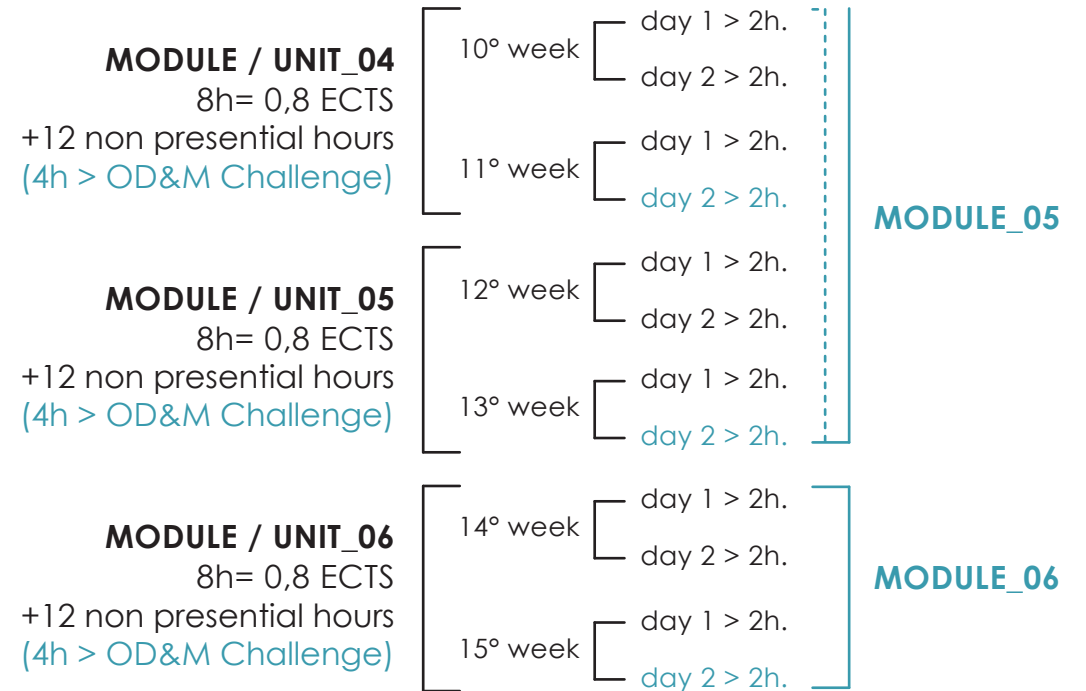 MODULE / UNIT_04
8h= 0,8 ECTS
+12 non presential hours
(4h > OD&M Challenge)
10° week
day 1 > 2h.
day 2 > 2h.
11° week
day 1 > 2h.
day 2 > 2h.
MODULE / UNIT_05
8h= 0,8 ECTS
+12 non presential hours
(4h > OD&M Challenge)
12° week
day 1 > 2h.
day 2 > 2h.
13° week
day 1 > 2h.
day 2 > 2h.
MODULE_05
MODULE / UNIT_06
8h= 0,8 ECTS
+12 non presential hours
(4h > OD&M Challenge)
14° week
day 1 > 2h.
day 2 > 2h.
15° week
day 1 > 2h.
day 2 > 2h.
MODULE_06